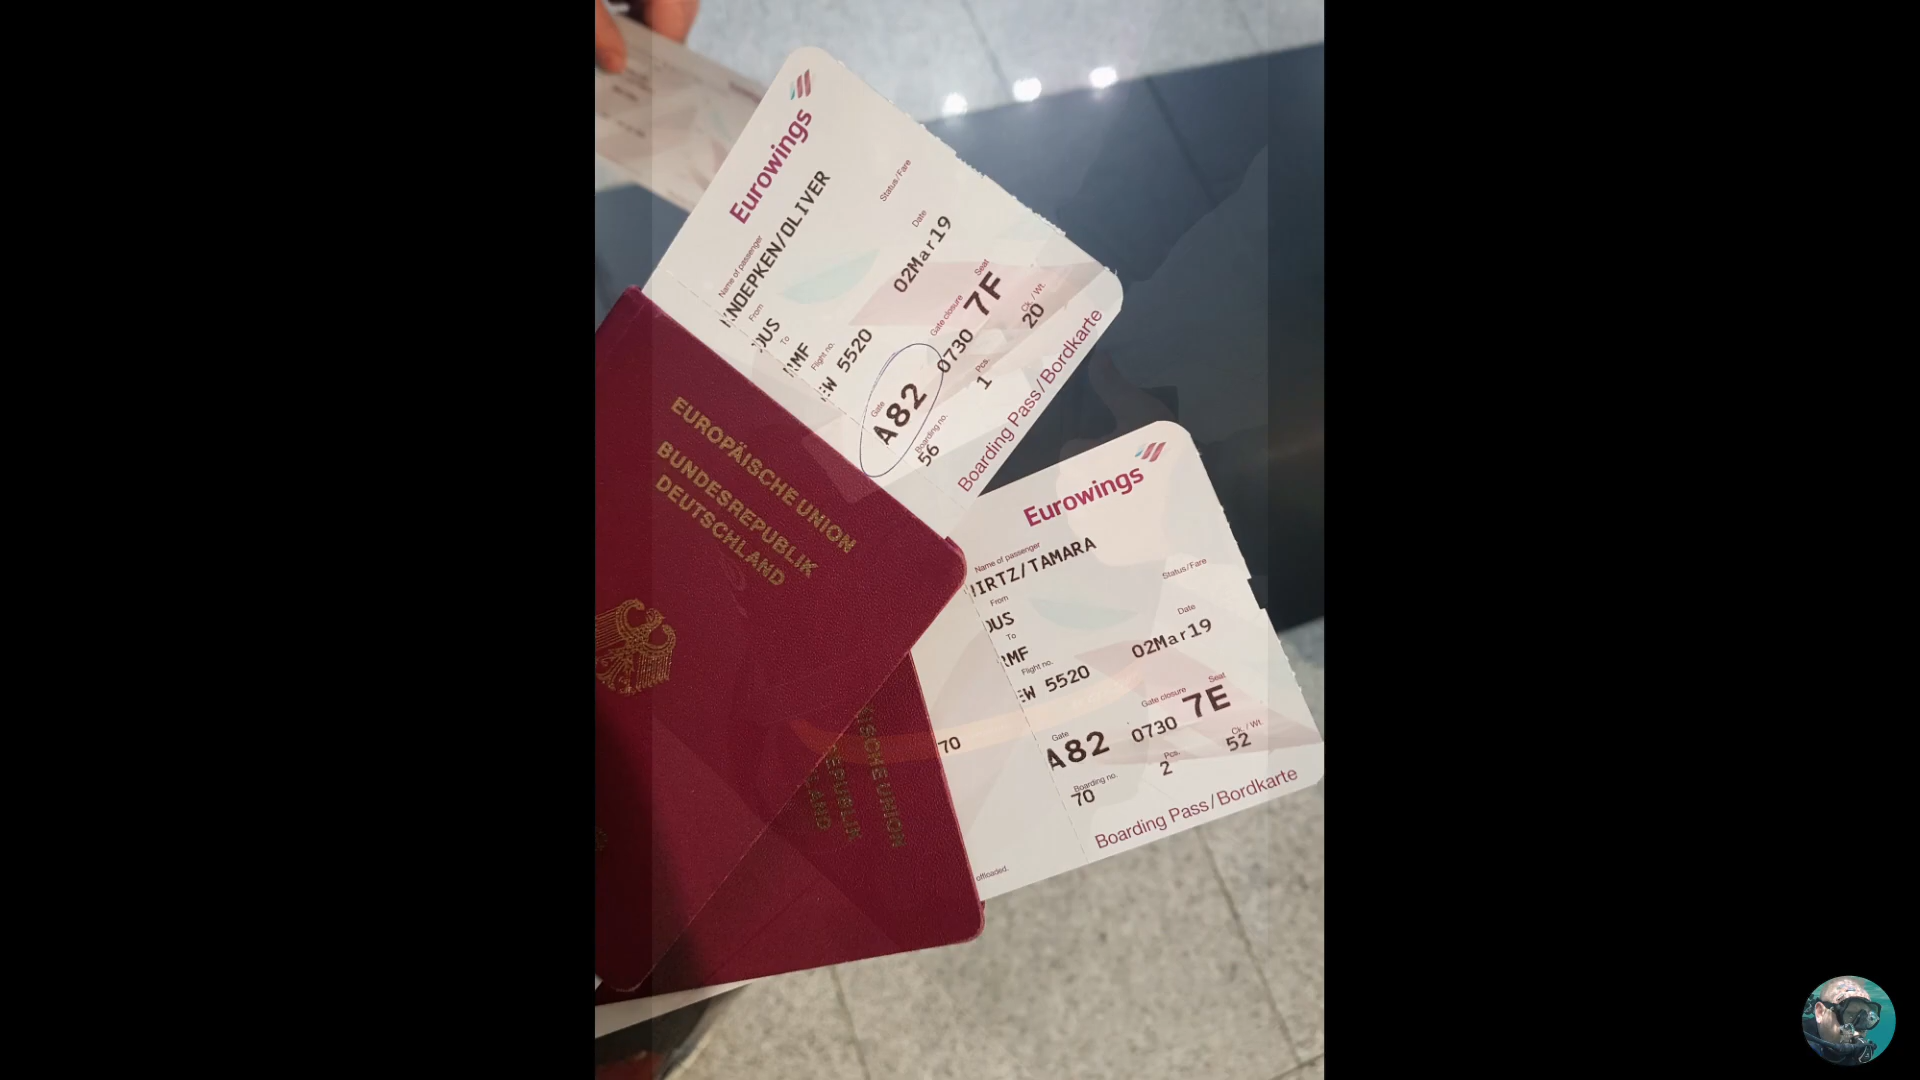 Eurowings
Name of passenger
KNOEPKEN/OLIVER
Status/Fare
From
DUS
Date
02Mar19
To
RMF
Flight no.
EW 5520
Gate closure
Seat
0730 7F
Gate
A82
Ck. / Wt.
20
Pcs.
1
Boarding no.
56
Boarding Pass/Bordkarte
EUROPÄISCHE UNION
BUNDESREPUBLIK
DEUTSCHLAND
Eurowings
Name of passenger
WIRTZ/TAMARA
Status/Fare
From
DUS
Date
02Mar19
To
RMF
Flight no.
EW 5520
Gate closure
Seat
0730 7E
Gate
A82
Ck. / Wt.
52
Pcs.
2
Boarding no.
70
70
Boarding Pass/Bordkarte
offloaded.
ISCHE UNION
EPUBLIK
LAND